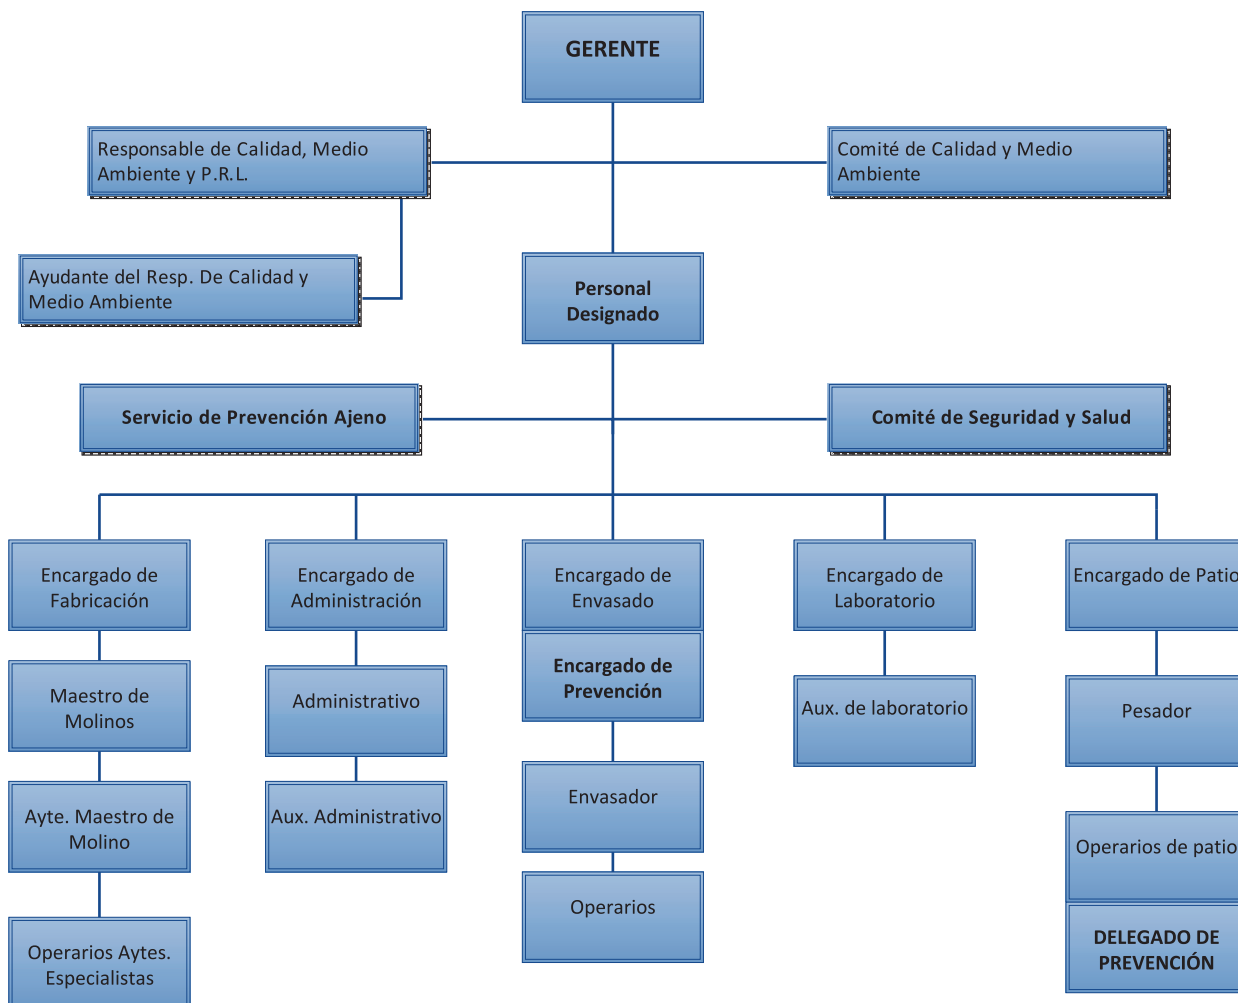 GERENTE
Responsable de Calidad, Medio
Ambiente y P.R.L.
Comité de Calidad y Medio
Ambiente
Ayudante del Resp. De Calidad y
Medio Ambiente
Personal
Designado
Servicio de Prevención Ajeno
Comité de Seguridad y Salud
Encargado de
Fabricación
Encargado de
Administración
Encargado de
Envasado
Encargado de
Laboratorio
Encargado de Patio
Encargado de
Prevención
Maestro de
Molinos
Administrativo
Aux. de laboratorio
Pesador
Ayte. Maestro de
Molino
Aux. Administrativo
Envasador
Operarios de patio
Operarios
Operarios Aytes.
Especialistas
DELEGADO DE
PREVENCIÓN